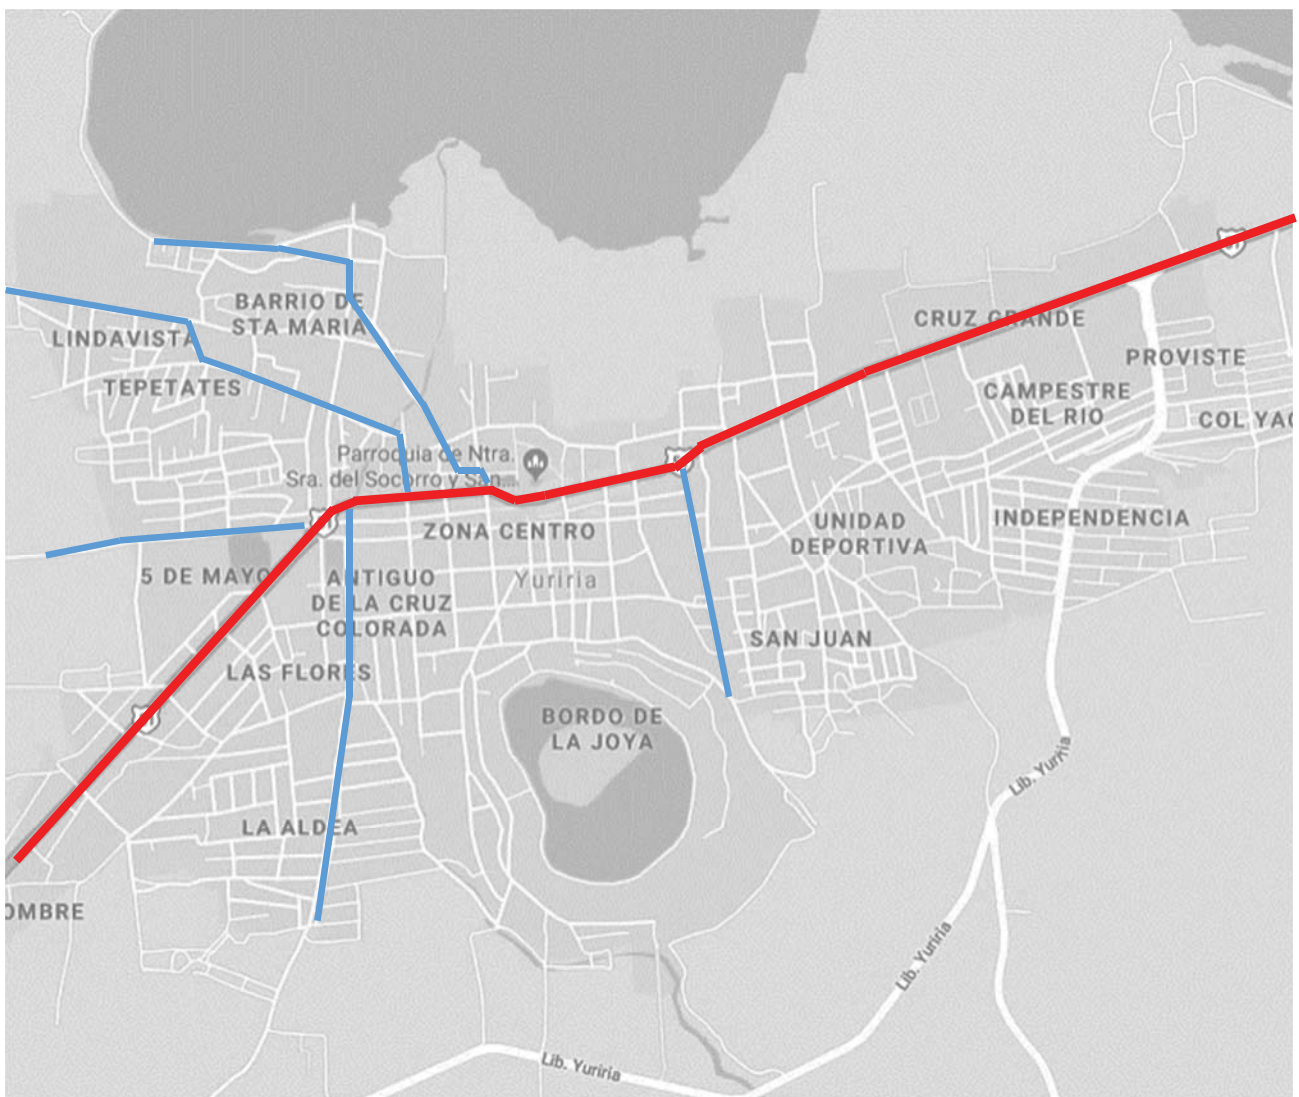 BARRIO DE
STA MARIA
LINDAVISTA
TEPETATES
CRUZ GRANDE
PROVISTE
CAMPESTRE
DEL RIO
COL YAC
Parroquia de Ntra.
Sra. del Socorro y San...
ZONA CENTRO
UNIDAD
DEPORTIVA
INDEPENDENCIA
5 DE MAYO
ANTIGUO
DE LA CRUZ
COLORADA
Yuriria
SAN JUAN
LAS FLORES
BORDO DE
LA JOYA
Lib. Yuriria
LA ALDEA
OMBRE
Lib. Yuriria
Lib. Yuriria